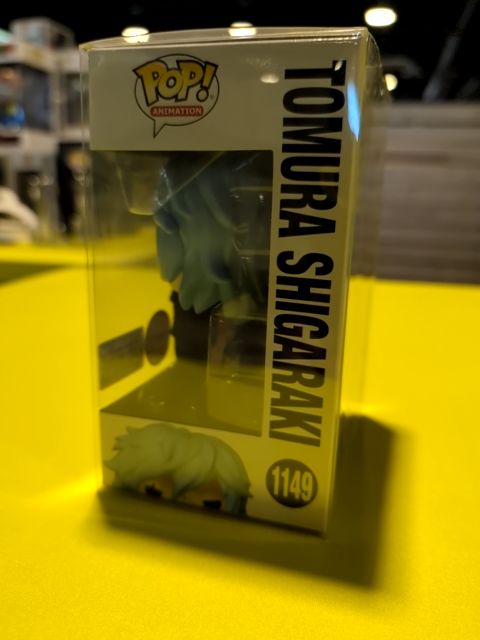 POP!
ANIMATION
TOMURA SHIGARAKI
1149